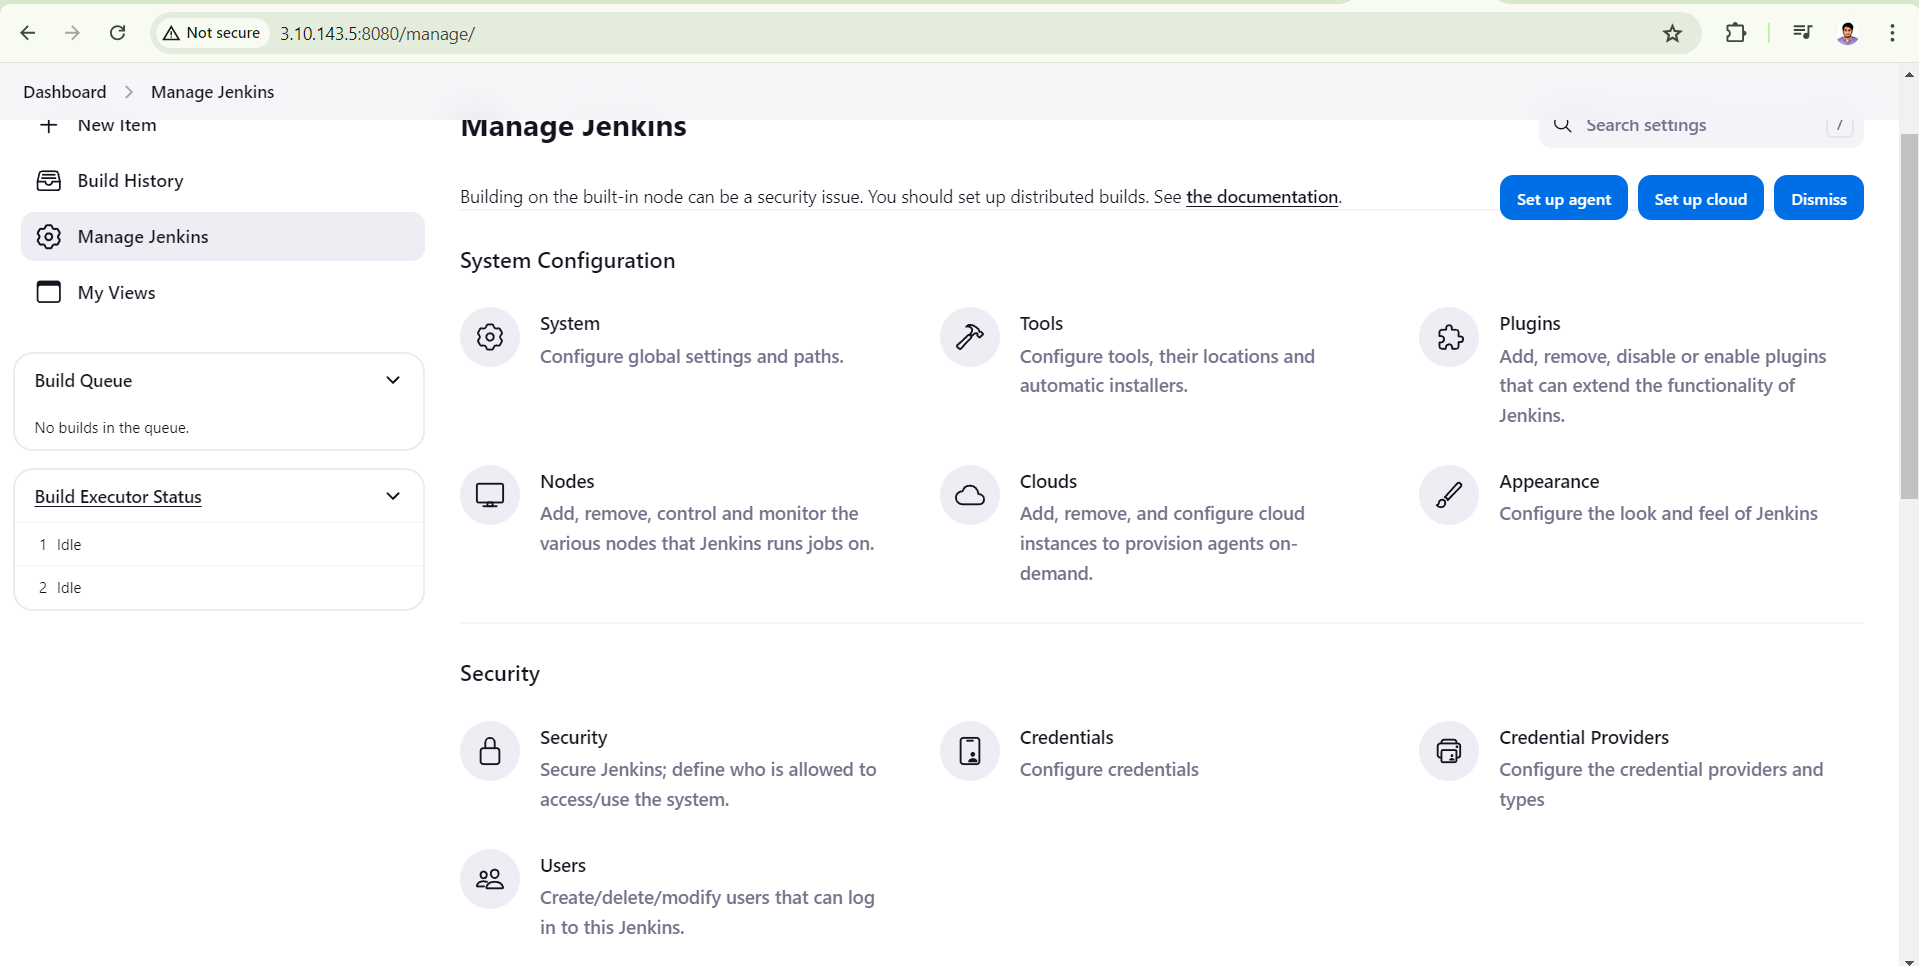 Not secure
3.10.143.5:8080/manage/
Dashboard
Manage Jenkins
New Item
Build History
Manage Jenkins
My Views
Build Queue
No builds in the queue.
Build Executor Status
1 Idle
2 Idle
Manage Jenkins
Search settings
/
Building on the built-in node can be a security issue. You should set up distributed builds. See the documentation.
Set up agent
Set up cloud
Dismiss
System Configuration
System
Configure global settings and paths.
Tools
Configure tools, their locations and
automatic installers.
Plugins
Add, remove, disable or enable plugins
that can extend the functionality of
Jenkins.
Nodes
Add, remove, control and monitor the
various nodes that Jenkins runs jobs on.
Clouds
Add, remove, and configure cloud
instances to provision agents on-
demand.
Appearance
Configure the look and feel of Jenkins
Security
Security
Secure Jenkins; define who is allowed to
access/use the system.
Credentials
Configure credentials
Credential Providers
Configure the credential providers and
types
Users
Create/delete/modify users that can log
in to this Jenkins.